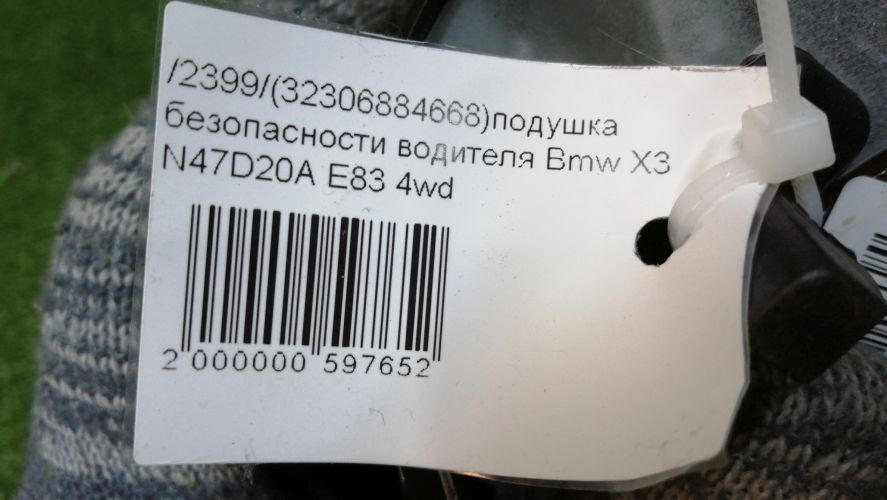 /2399/(32306884668)подушка
безопасности водителя Bmw X3
N47D20A E83 4wd
2 000000 597652